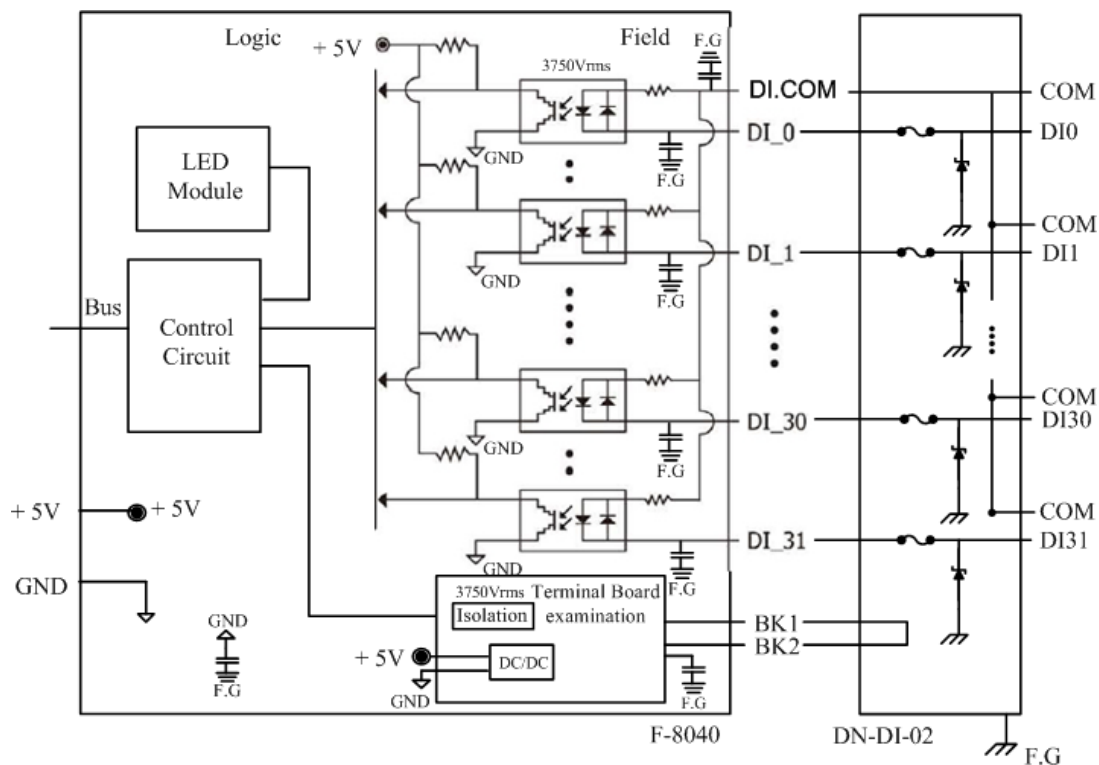 Logic
Field
F.G
+ 5V
3750Vrms
DI.COM
COM
DI_0
DI0
GND
F.G
LED
Module
COM
DI_1
DI1
GND
F.G
Bus
Control
Circuit
COM
DI_30
DI30
GND
F.G
+ 5V
+ 5V
COM
DI_31
DI31
GND
F.G
GND
3750Vrms
Terminal Board
examination
Isolation
GND
BK1
BK2
+ 5V
DC/DC
F.G
GND
F.G
F-8040
DN-DI-02
F.G